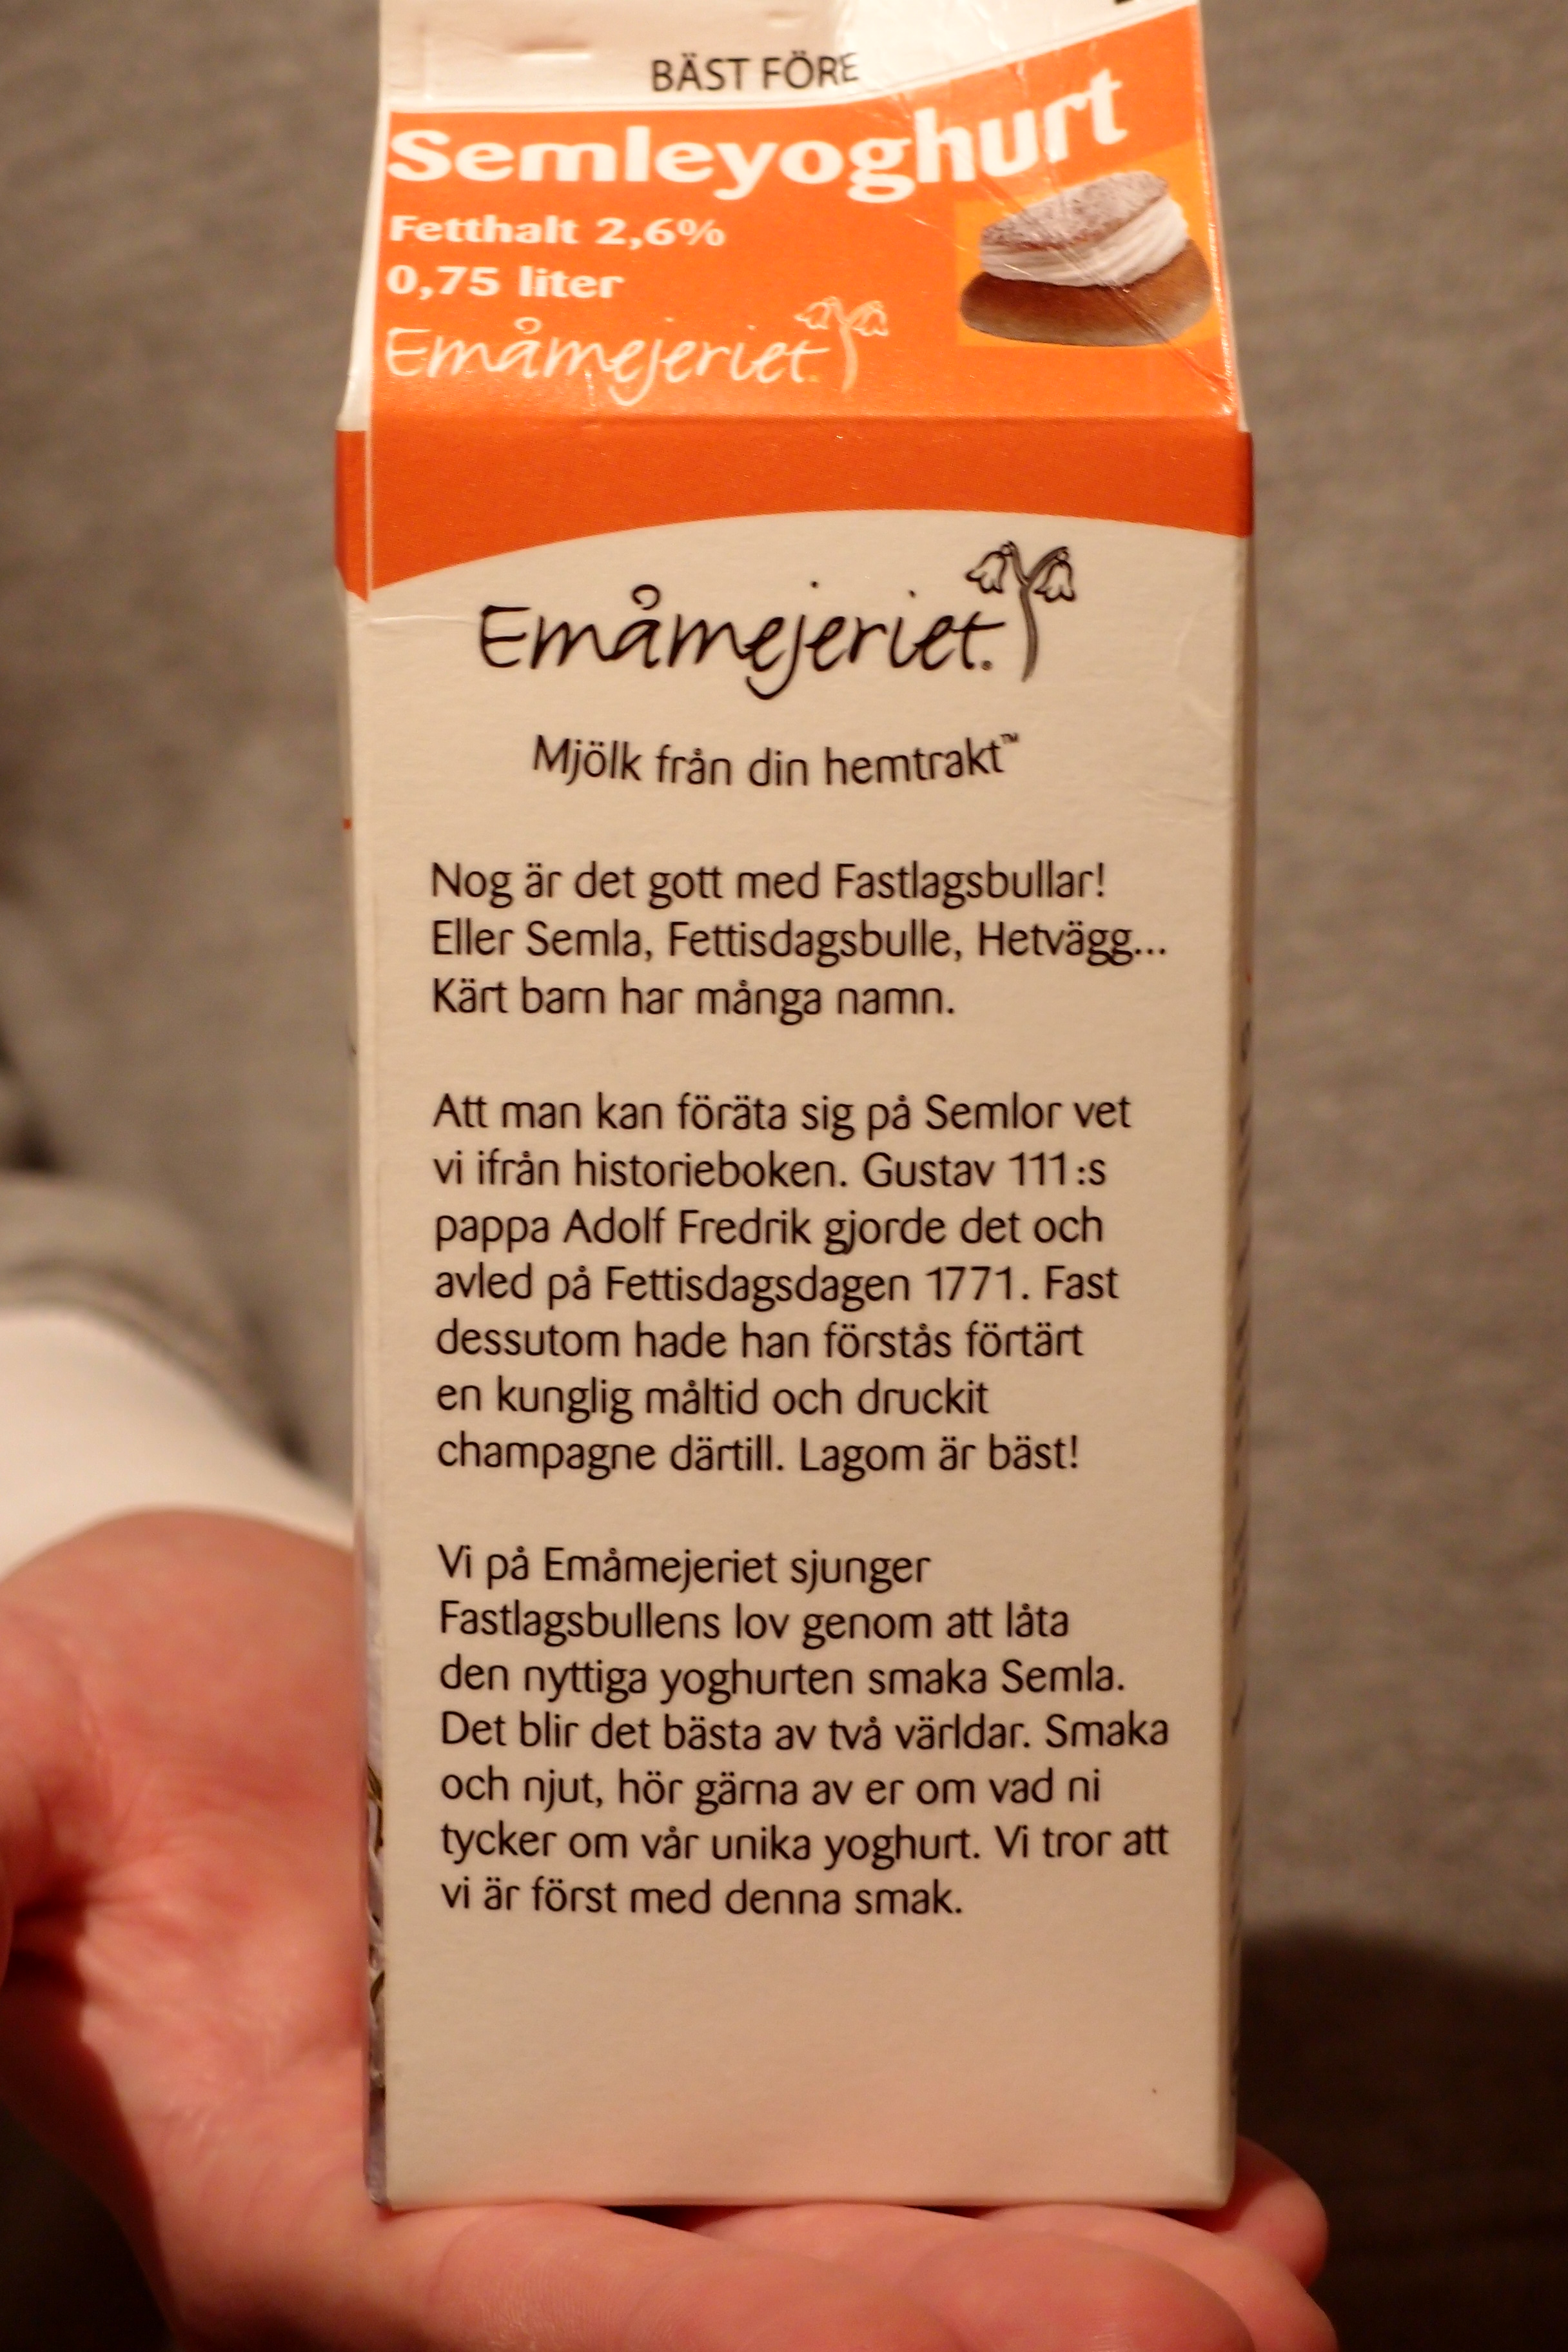 BÄST FÖRE
Semleyoghurt
Fetthalt 2,6%
0,75 liter
Emåmejeriet
Emåmejeriet
Mjölk från din hemtrakt™
Nog är det gott med Fastlagsbullar!
Eller Semla, Fettisdagsbulle, Hetvägg...
Kärt barn har många namn.
Att man kan föräta sig på Semlor vet
vi ifrån historieboken. Gustav 111:s
pappa Adolf Fredrik gjorde det och
avled på Fettisdagsdagen 1771. Fast
dessutom hade han förstås förtärt
en kunglig måltid och druckit
champagne därtill. Lagom är bäst!
Vi på Emåmejeriet sjunger
Fastlagsbullens lov genom att låta
den nyttiga yoghurten smaka Semla.
Det blir det bästa av två världar. Smaka
och njut, hör gärna av er om vad ni
tycker om vår unika yoghurt. Vi tror att
vi är först med denna smak.